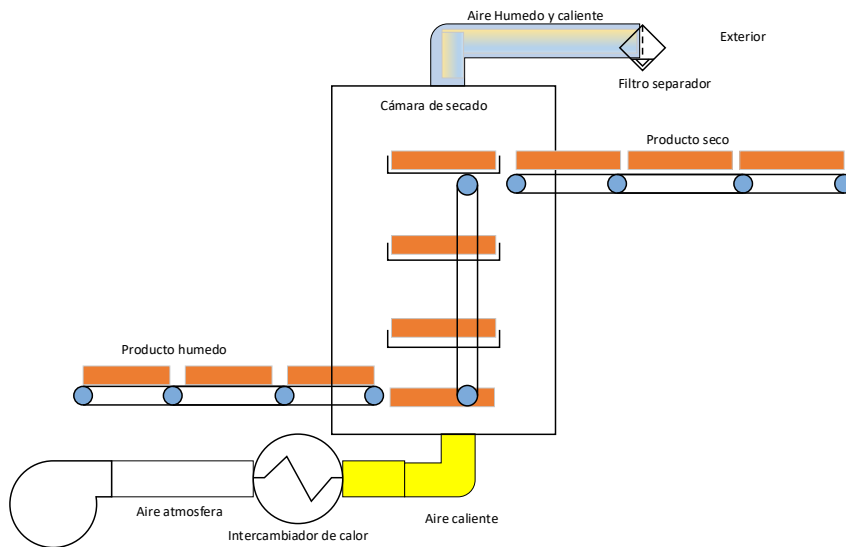 Aire Humedo y caliente
Exterior
Filtro separador
Cámara de secado
Producto seco
Producto humedo
Aire atmosfera
Aire caliente
Intercambiador de calor